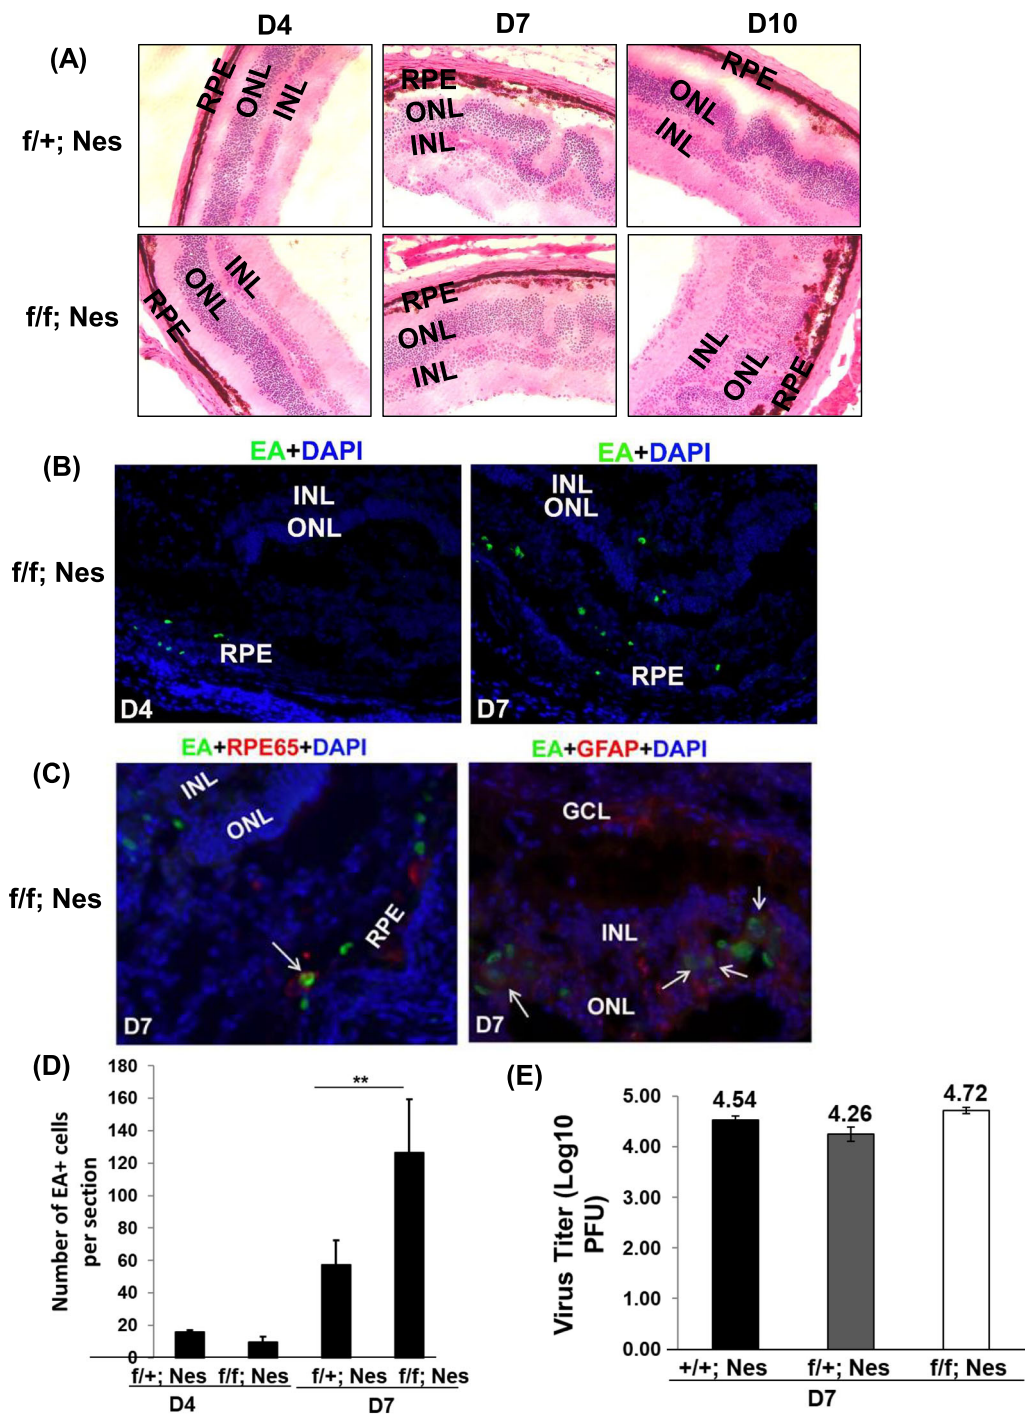 D4 D7 D10
(A)
f/+; Nes
RPE ONL INL
RPE
ONL
INL
RPE
ONL
INL
f/f; Nes
RPE ONL INL
RPE
ONL
INL
INL ONL RPE
(B)
EA+DAPI EA+DAPI
f/f; Nes
INL
ONL
RPE
D4
INL
ONL
RPE
D7
(C)
EA+RPE65+DAPI EA+GFAP+DAPI
f/f; Nes
INL
ONL
RPE
D7
GCL
INL
ONL
D7
(D)
Number of EA+ cells
per section
180
160
140
120
100
80
60
40
20
0
**
f/+; Nes f/f; Nes f/+; Nes f/f; Nes
D4 D7
(E)
Virus Titer (Log10
PFU)
5.00
4.00
3.00
2.00
1.00
0.00
4.54 4.26 4.72
+/+; Nes f/+; Nes f/f; Nes
D7